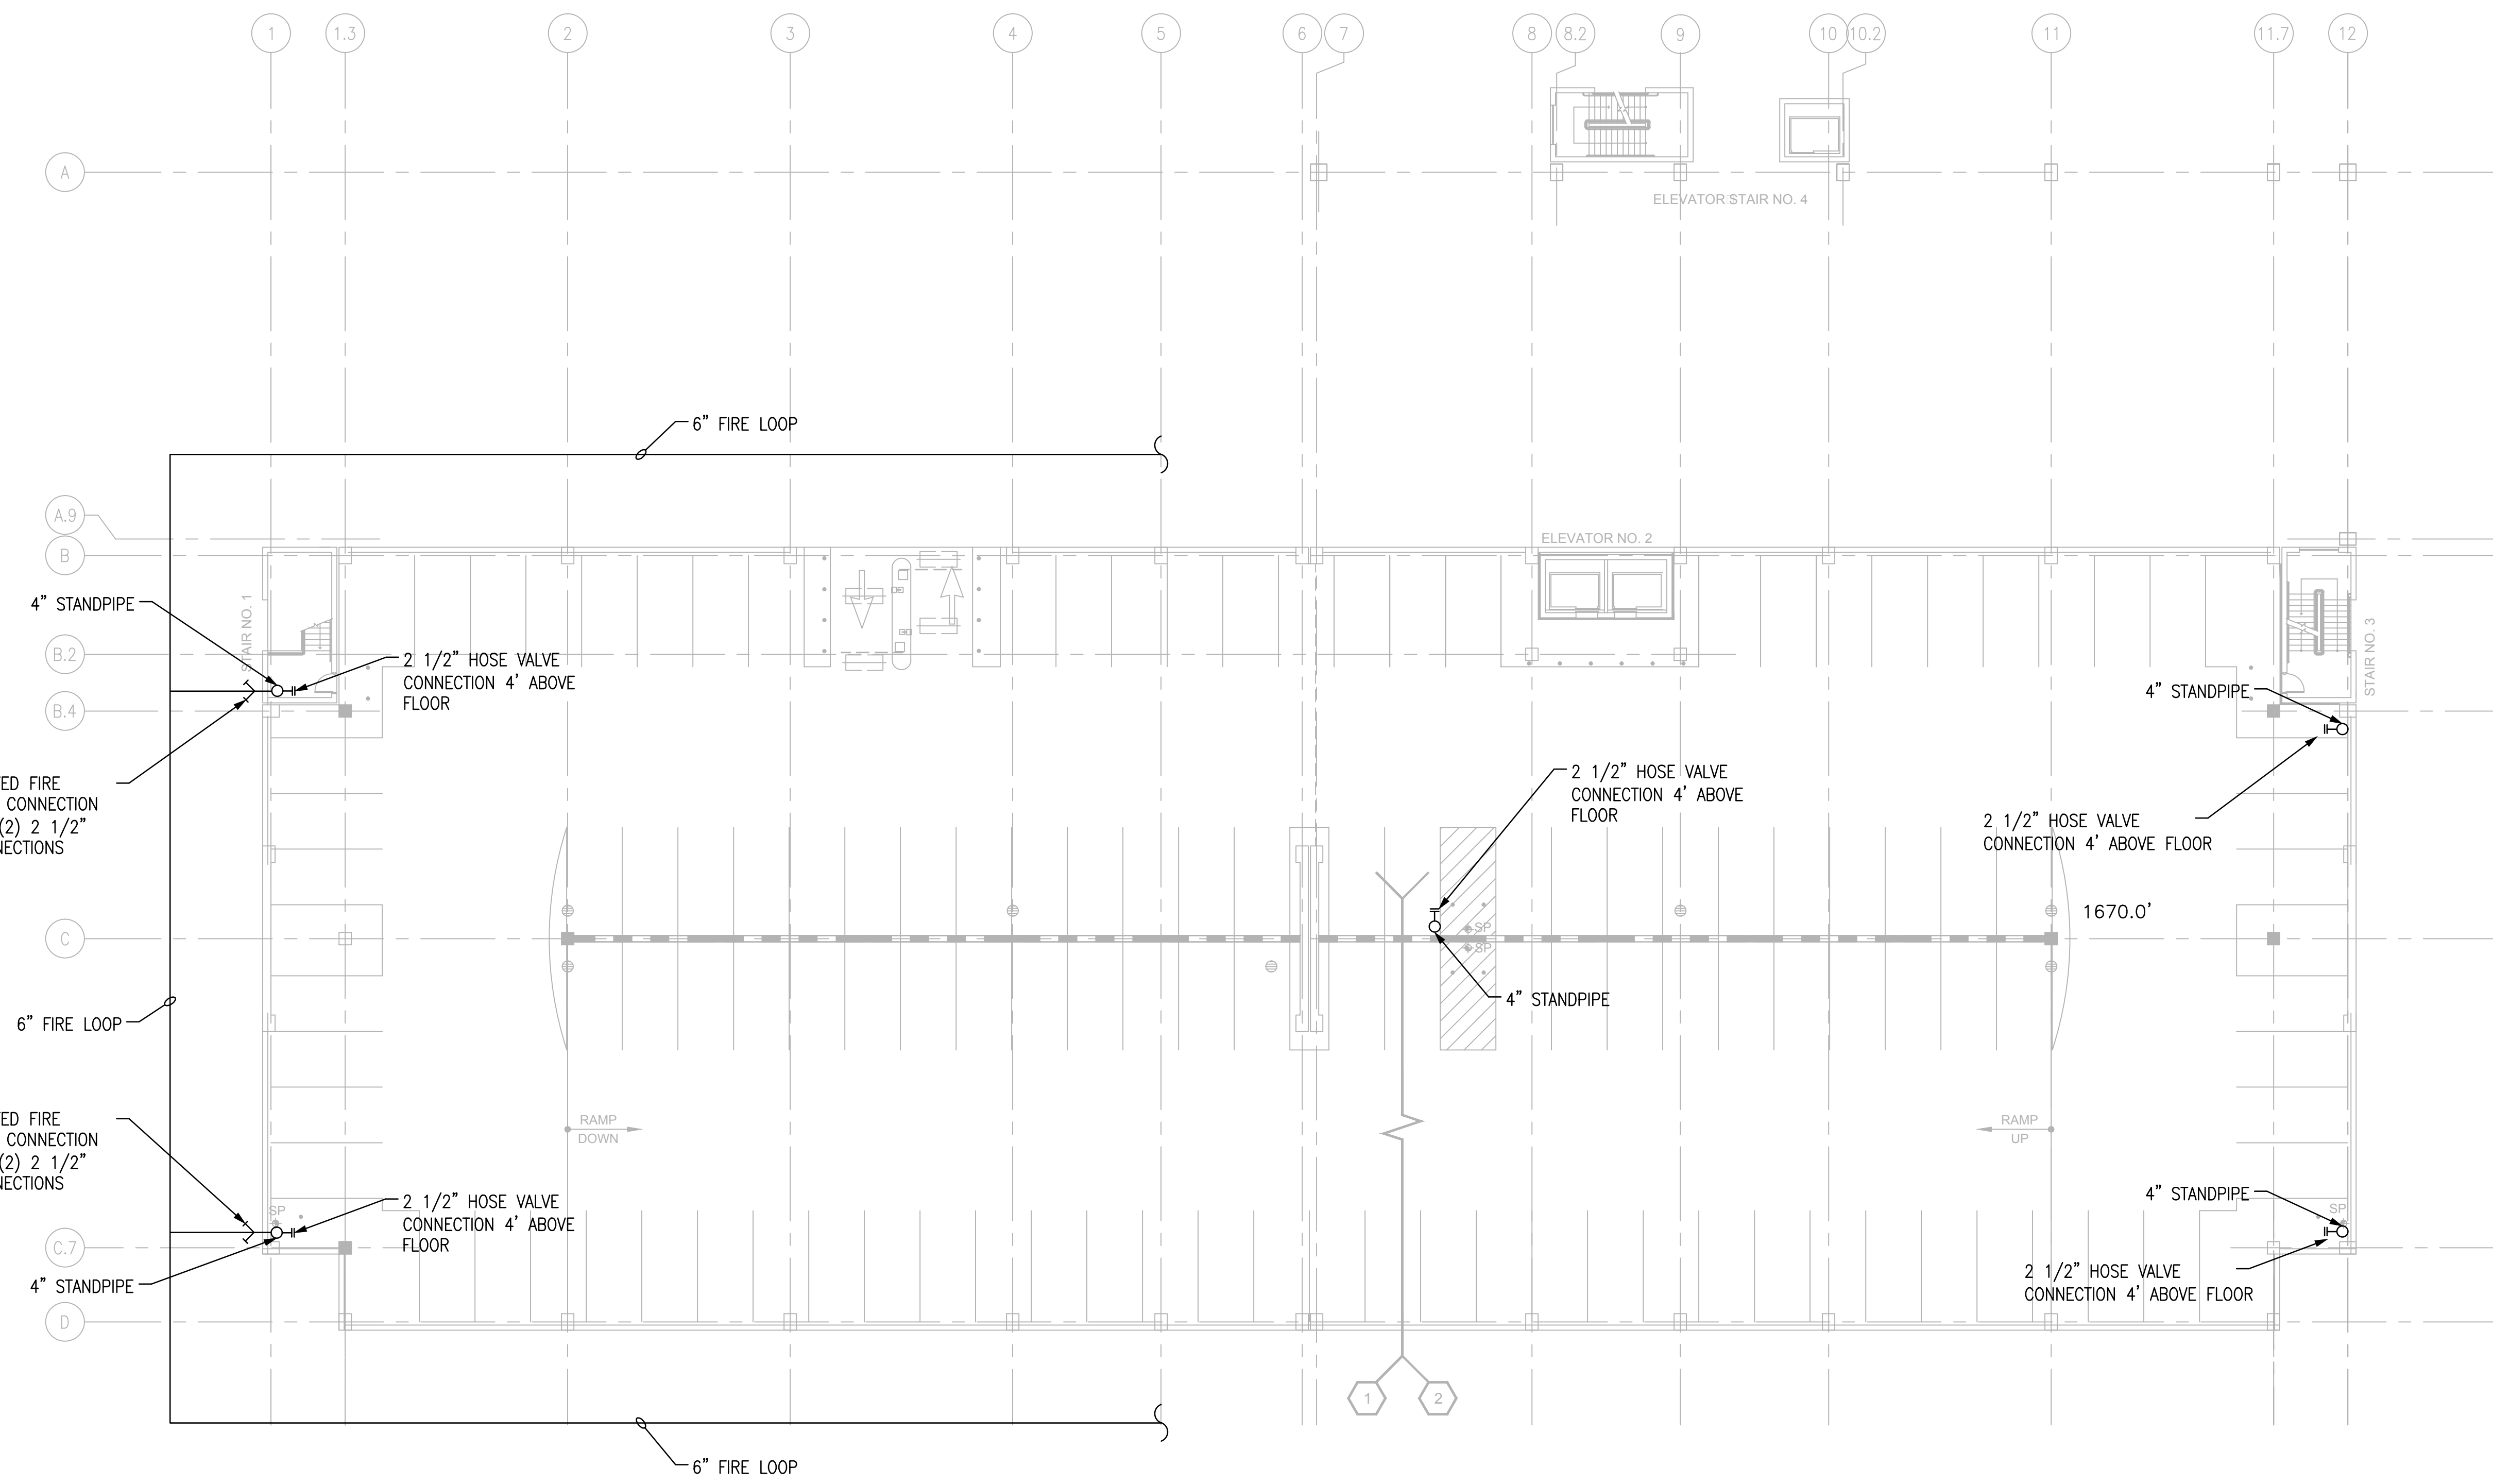 1
1.3
2
3
4
5
6
7
8
8.2
9
10
10.2
11
11.7
12
A
ELEVATOR STAIR NO. 4
6" FIRE LOOP
A.9
B
ELEVATOR NO. 2
4" STANDPIPE
STAIR NO. 1
B.2
2 1/2" HOSE VALVE
CONNECTION 4' ABOVE
FLOOR
STAIR NO. 3
4" STANDPIPE
B.4
FIRE
CONNECTION
(2) 2 1/2"
2 1/2" HOSE VALVE
CONNECTION 4' ABOVE
FLOOR
2 1/2" HOSE VALVE
CONNECTION 4' ABOVE FLOOR
1670.0'
C
SP
SP
4" STANDPIPE
6" FIRE LOOP
FIRE
CONNECTION
(2) 2 1/2"
RAMP
DOWN
RAMP
UP
2 1/2" HOSE VALVE
CONNECTION 4' ABOVE
FLOOR
SP
4" STANDPIPE
SP
C.7
4" STANDPIPE
2 1/2" HOSE VALVE
CONNECTION 4' ABOVE FLOOR
D
1
2
6" FIRE LOOP